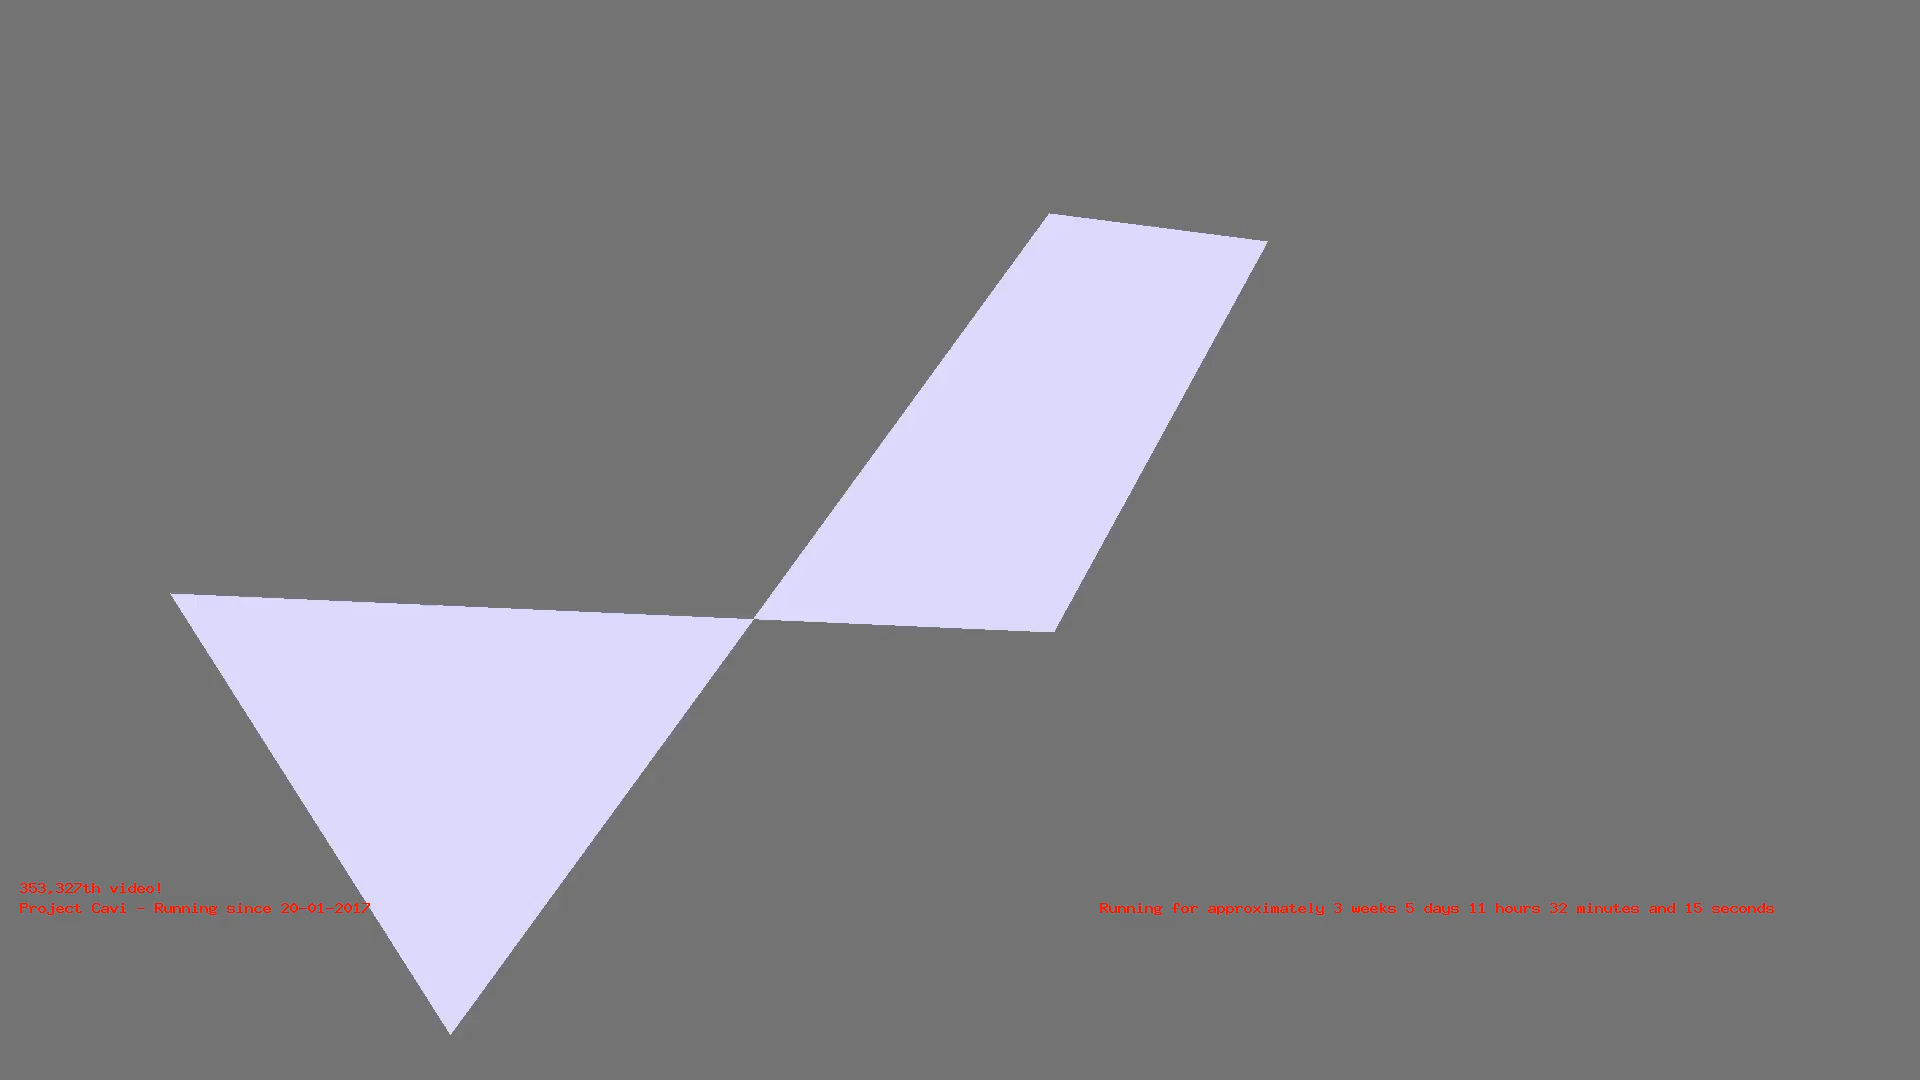 353,327th video!
Project Cavi - Running since 20-01-2017
Running for approximately 3 weeks 5 days 11 hours 32 minutes and 15 seconds